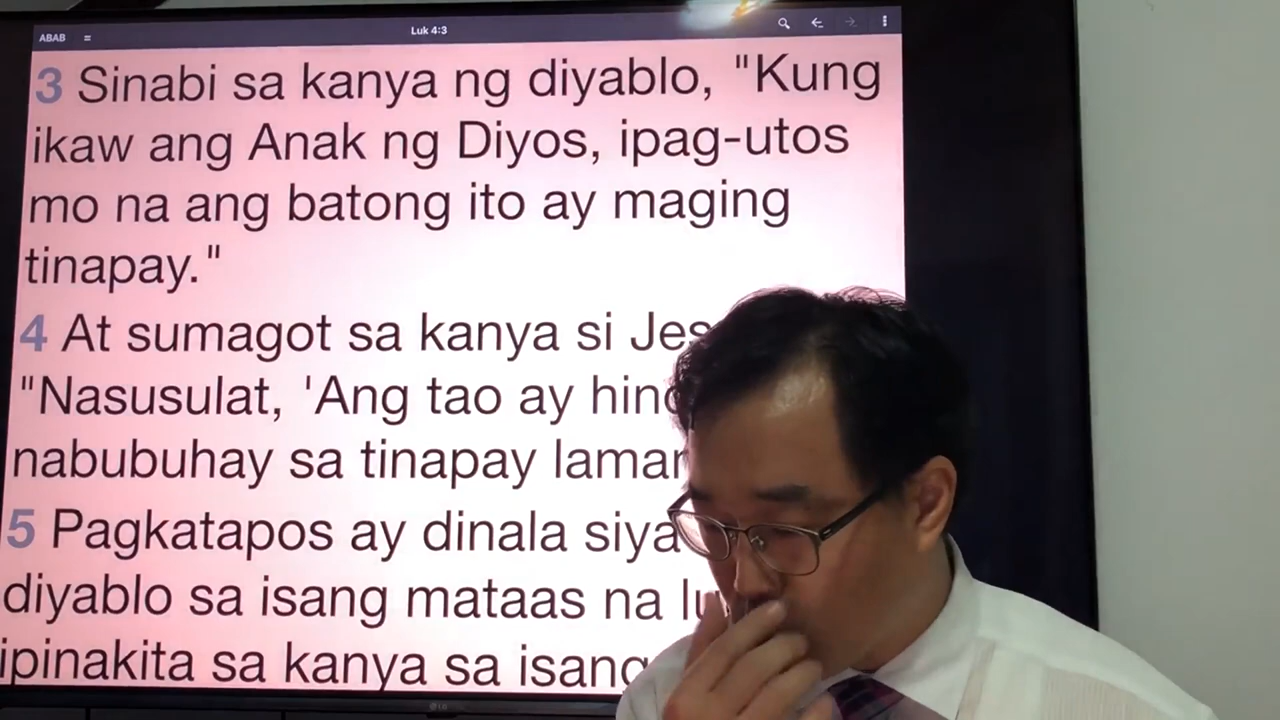 ABAB =
Luk 4:3
3 Sinabi sa kanya ng diyablo, "Kung
ikaw ang Anak ng Diyos, ipag-utos
mo na ang batong ito ay maging
tinapay."
4 At sumagot sa kanya si
"Nasusulat, 'Ang tao ay
nabubuhay sa tinapay
5 Pagkatapos ay dinala siya
diyablo sa isang mataas na
ipinakita sa kanya sa isang
LG